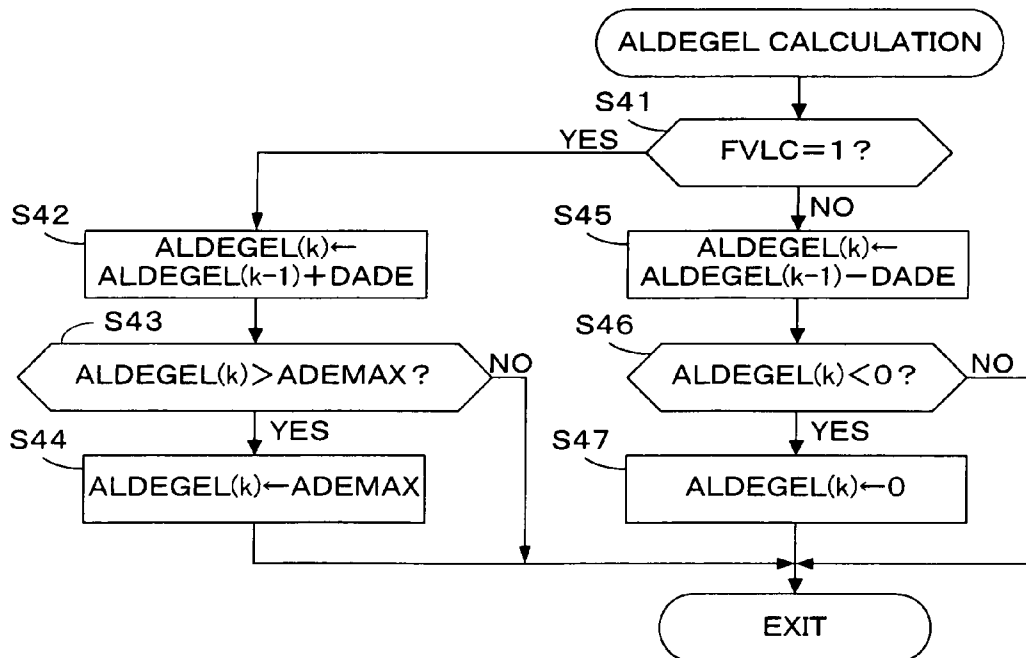 ALDEGEL CALCULATION
S41
FVLC=1?
YES
NO
S42
ALDEGEL(k)←
ALDEGEL(k-1)+DADE
S45
ALDEGEL(k)←
ALDEGEL(k-1)-DADE
S43
ALDEGEL(k)>ADEMAX?
NO
YES
S46
ALDEGEL(k)<0?
NO
YES
S44
ALDEGEL(k)←ADEMAX
S47
ALDEGEL(k)←0
EXIT